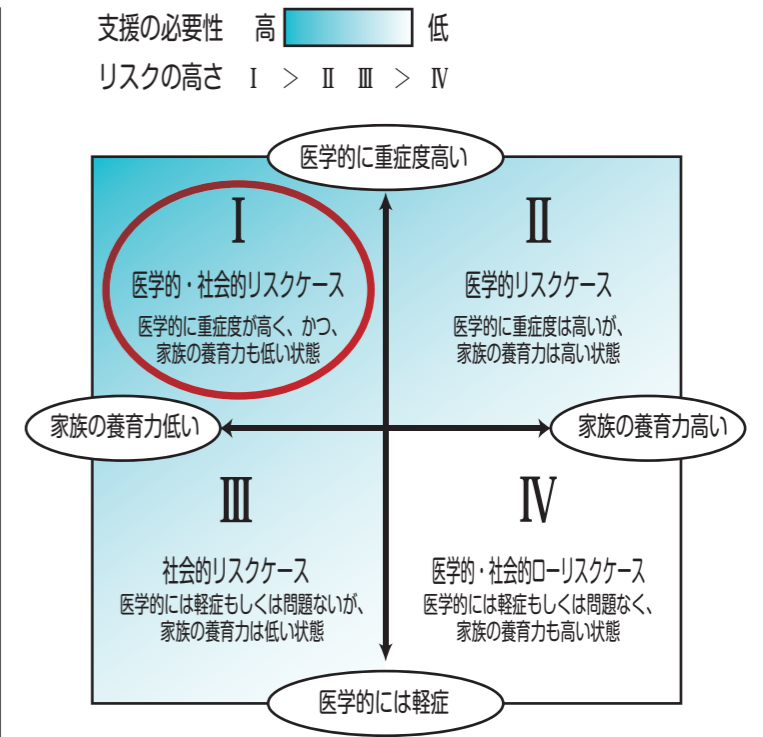 支援の必要性 高 低
リスクの高さ Ⅰ ＞ Ⅱ Ⅲ ＞ Ⅳ
医学的に重症度高い
Ⅰ
医学的・社会的リスクケース
医学的に重症度が高く、かつ、
家族の養育力も低い状態
Ⅱ
医学的リスクケース
医学的に重症度は高いが、
家族の養育力は高い状態
家族の養育力低い
家族の養育力高い
Ⅲ
社会的リスクケース
医学的には軽症もしくは問題ないが、
家族の養育力は低い状態
Ⅳ
医学的・社会的ローリスクケース
医学的には軽症もしくは問題なく、
家族の養育力も高い状態
医学的には軽症